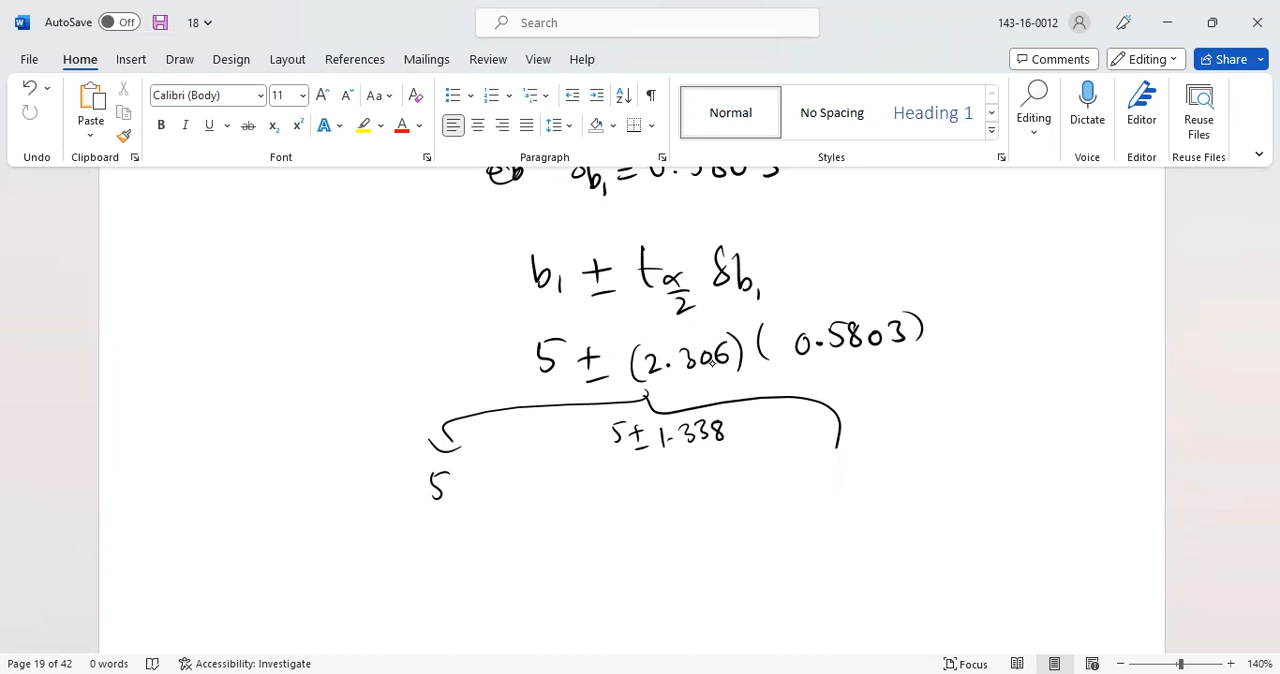 AutoSave Off 18 Search 143-16-0012
File Home Insert Draw Design Layout References Mailings Review View Help Comments Editing Share
Calibri (Body) 11 Aa Normal No Spacing Heading 1
Paste Editing Dictate Editor Reuse Files
Undo Clipboard Font Paragraph Styles Voice Editor Reuse Files
b₁ ± t α/2 δb₁
5 ± (2.306) ( 0.5803)
5 ± 1.338
5
Page 19 of 42 0 words Accessibility: Investigate Focus 140%